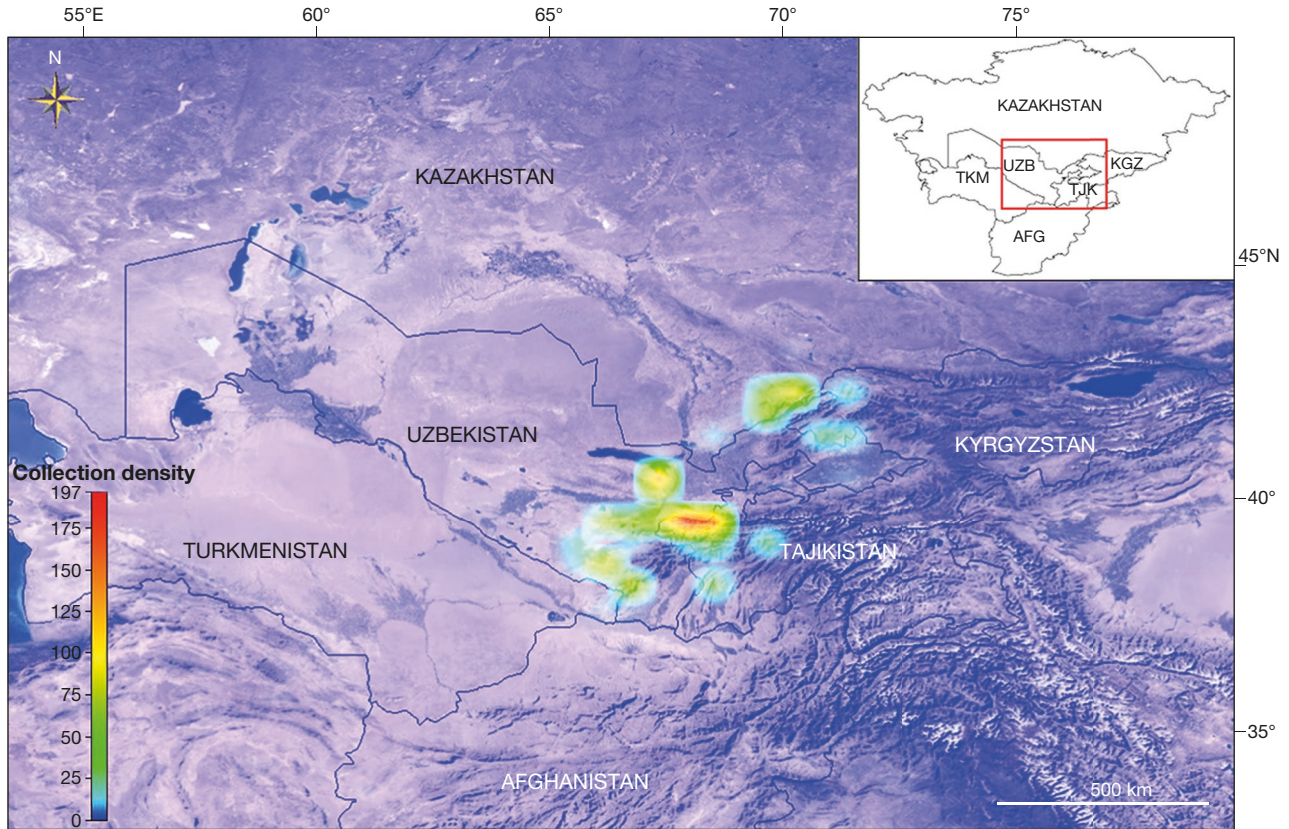 55°E 60° 65° 70° 75°
N
KAZAKHSTAN
UZB
KGZ
TKM
TJK
AFG
KAZAKHSTAN
45°N
UZBEKISTAN
KYRGYZSTAN
Collection density
197
175
150
125
100
75
50
25
0
40°
TURKMENISTAN
TAJIKISTAN
35°
AFGHANISTAN
500 km